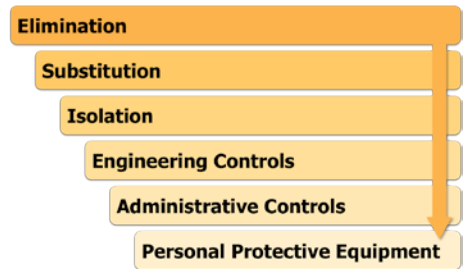 Elimination
Substitution
Isolation
Engineering Controls
Administrative Controls
Personal Protective Equipment